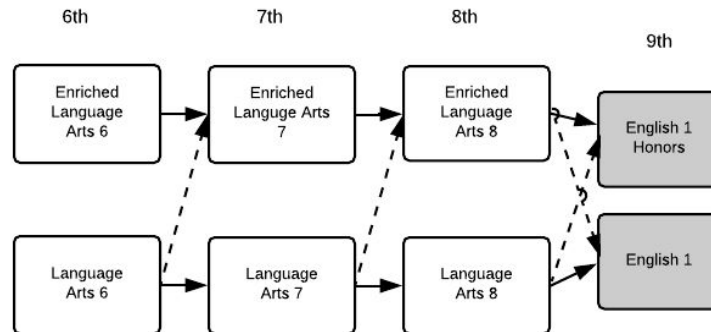 6th
7th
8th
9th
Enriched
Language
Arts 6
Enriched
Languge Arts
7
Enriched
Language
Arts 8
English 1
Honors
Language
Arts 6
Language
Arts 7
Language
Arts 8
English 1